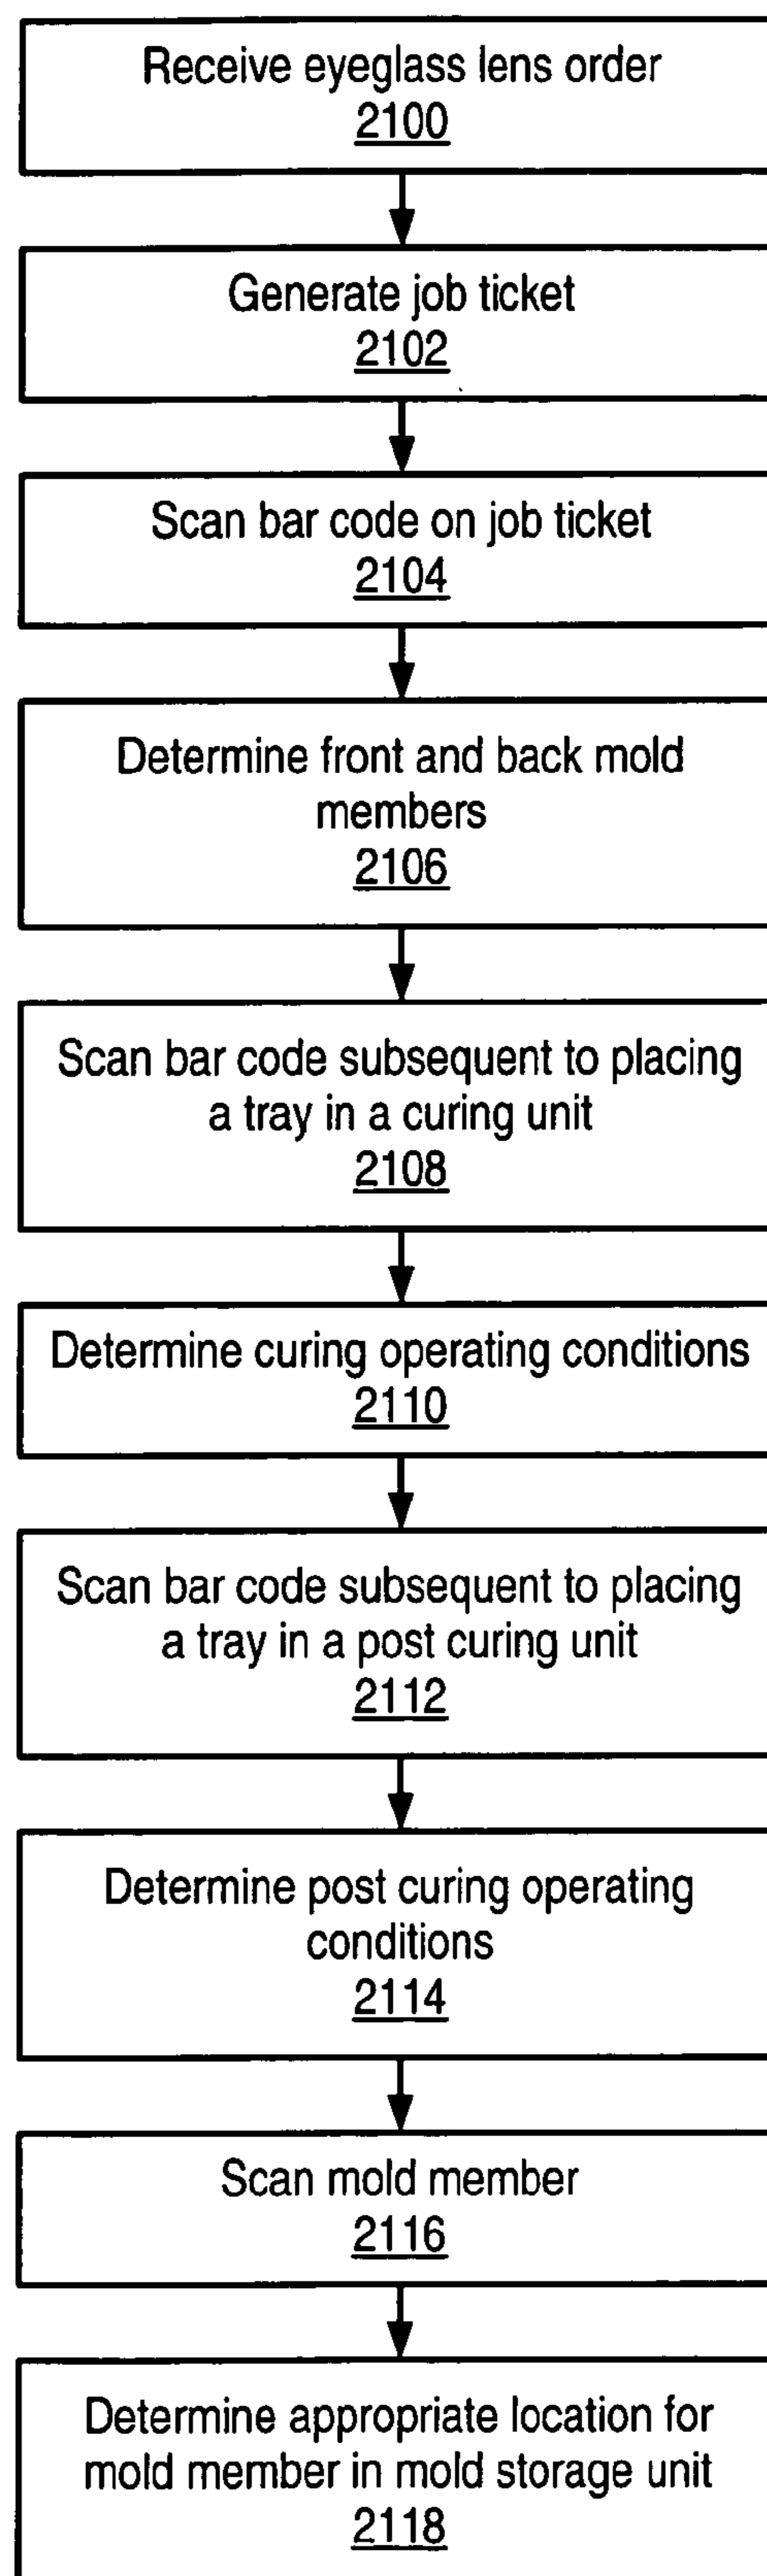 Receive eyeglass lens order
2100
Generate job ticket
2102
Scan bar code on job ticket
2104
Determine front and back mold
members
2106
Scan bar code subsequent to placing
a tray in a curing unit
2108
Determine curing operating conditions
2110
Scan bar code subsequent to placing
a tray in a post curing unit
2112
Determine post curing operating
conditions
2114
Scan mold member
2116
Determine appropriate location for
mold member in mold storage unit
2118